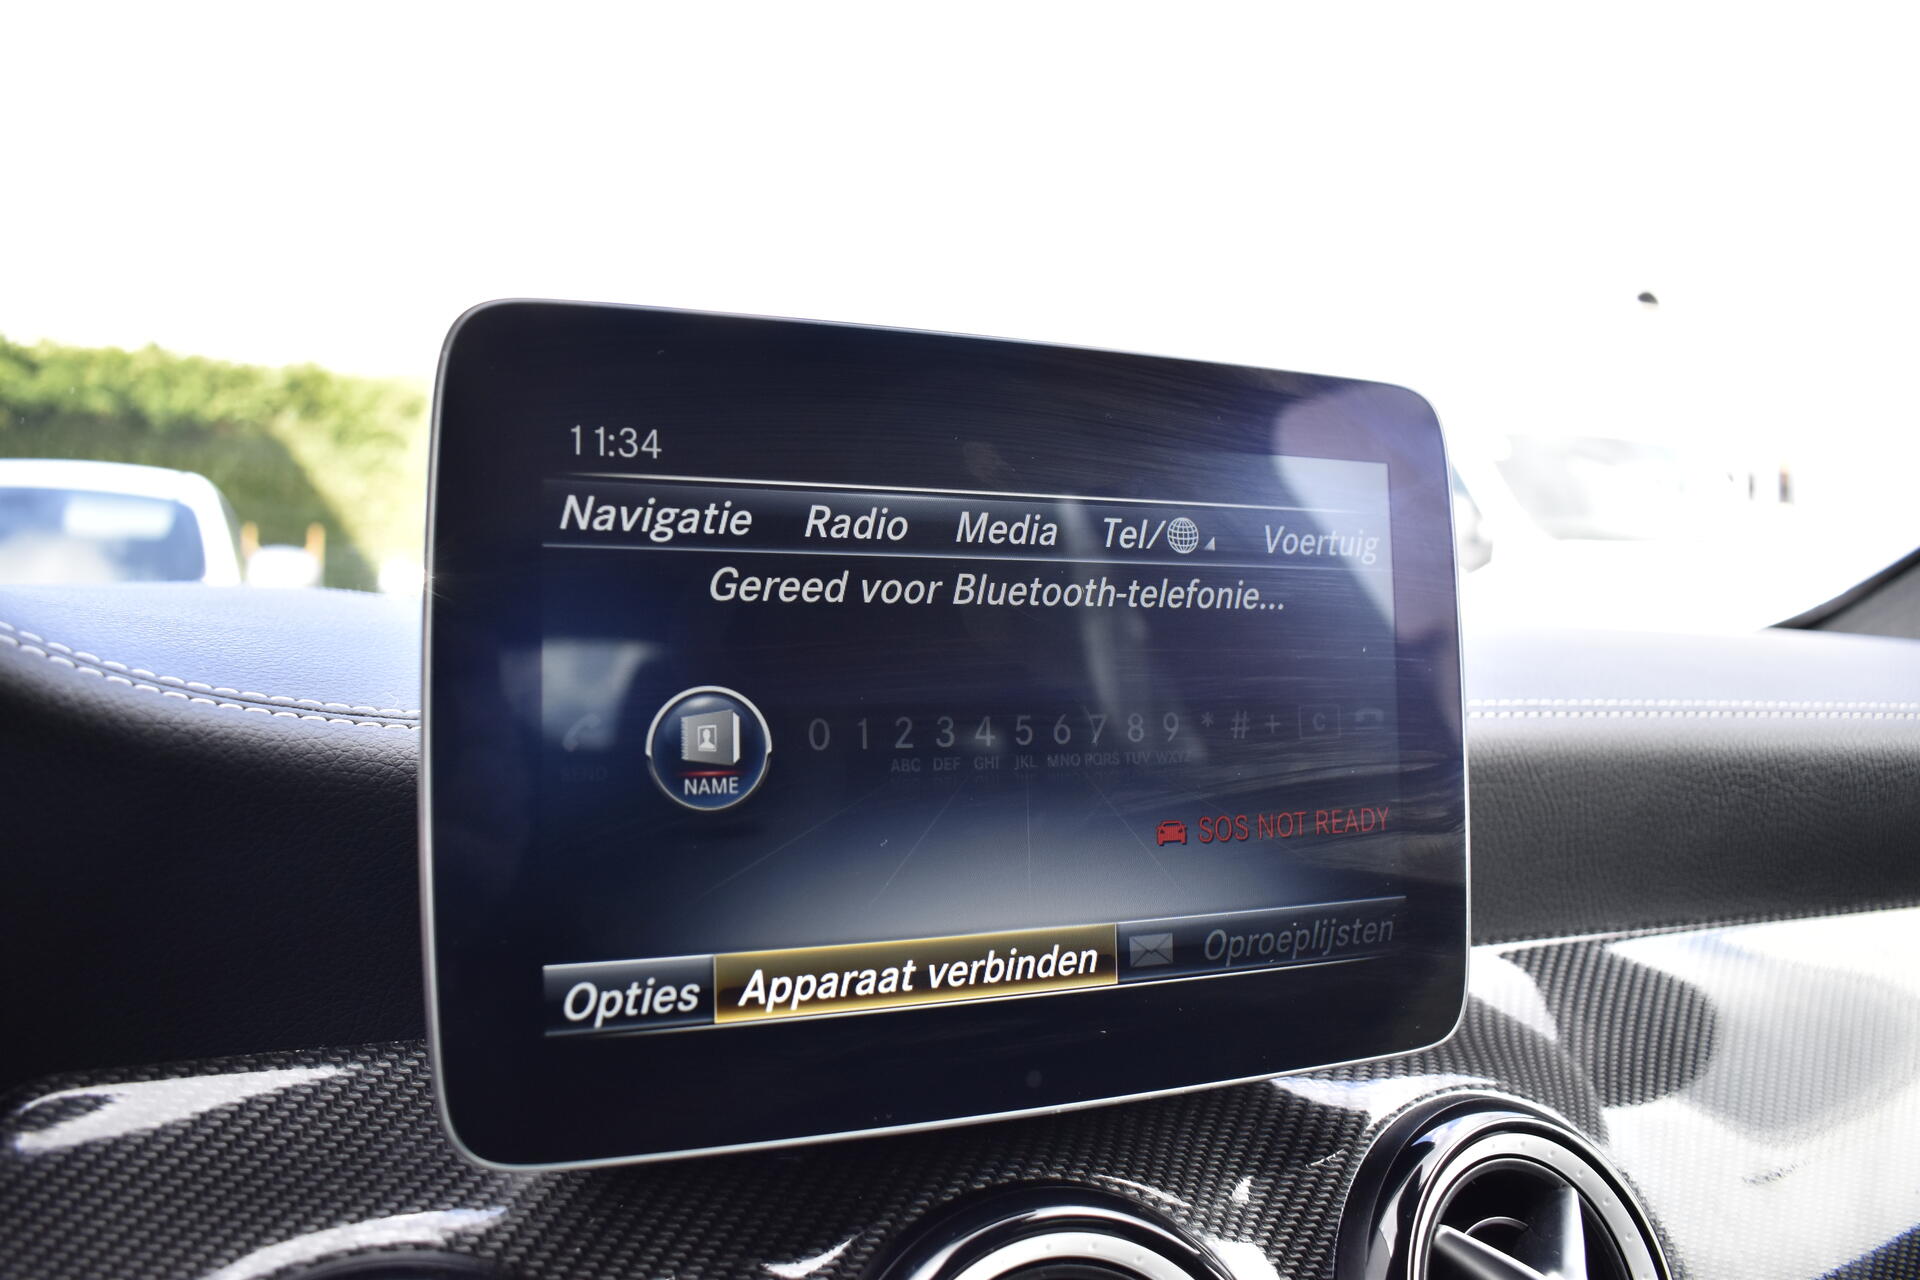 11:34
Navigatie Radio Media Tel/ Voertuig
Gereed voor Bluetooth-telefonie...
SEND NAME 0 1 2 3 4 5 6 7 8 9 * # + C
ABC DEF GHI JKL MNO PQRS TUV WXYZ
SOS NOT READY
Opties Apparaat verbinden Oproeplijsten